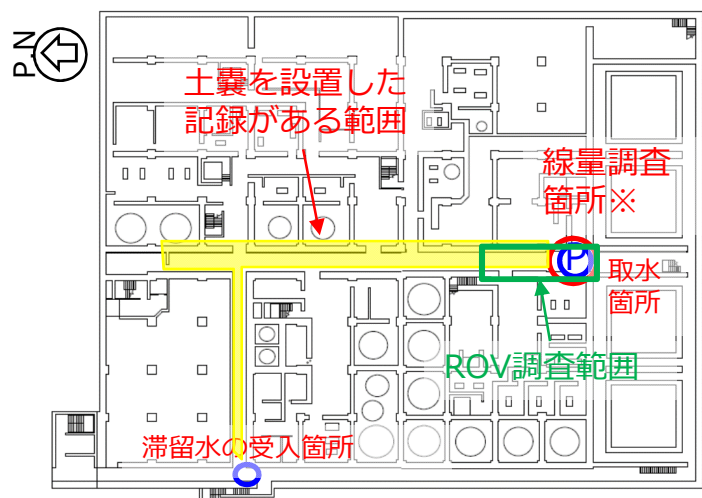 P.N
土嚢を設置した
記録がある範囲
線量調査
箇所※
P
取水
箇所
ROV調査範囲
滞留水の受入箇所